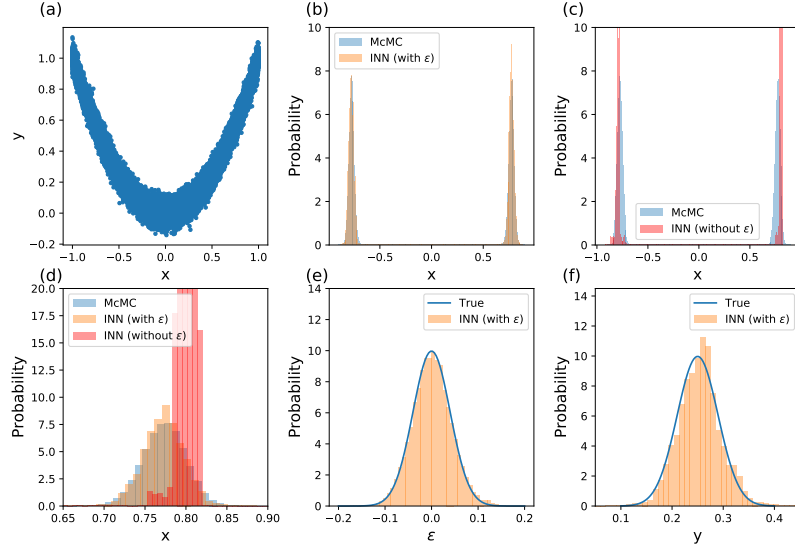 (a)
y
1.0
0.8
0.6
0.4
0.2
0.0
−0.2
−1.0 −0.5 0.0 0.5 1.0
x
(b)
Probability
10
8
6
4
2
0
McMC
INN (with ε)
−0.5 0.0 0.5
x
(c)
Probability
10
8
6
4
2
0
McMC
INN (without ε)
−1.0 −0.5 0.0 0.5
x
(d)
Probability
20.0
17.5
15.0
12.5
10.0
7.5
5.0
2.5
0.0
McMC
INN (with ε)
INN (without ε)
0.65 0.70 0.75 0.80 0.85 0.90
x
(e)
Probability
14
12
10
8
6
4
2
0
True
INN (with ε)
−0.2 −0.1 0.0 0.1 0.2
ε
(f)
Probability
14
12
10
8
6
4
2
0
True
INN (with ε)
0.1 0.2 0.3 0.4
y